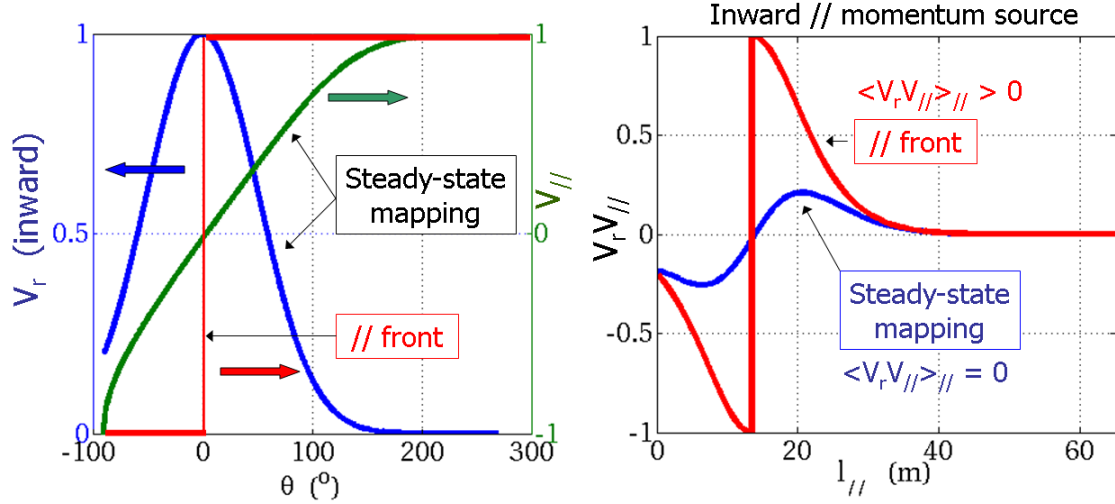 Inward // momentum source
1
0.5
0
V_r (inward)
-100
0
100
200
300
θ (°)
1
0
-1
V_//
Steady-state
mapping
// front
1
0.5
0
-0.5
-1
V_rV_//
0
20
40
60
l_// (m)
<V_rV_//>_// > 0
// front
Steady-state
mapping
<V_rV_//>_// = 0